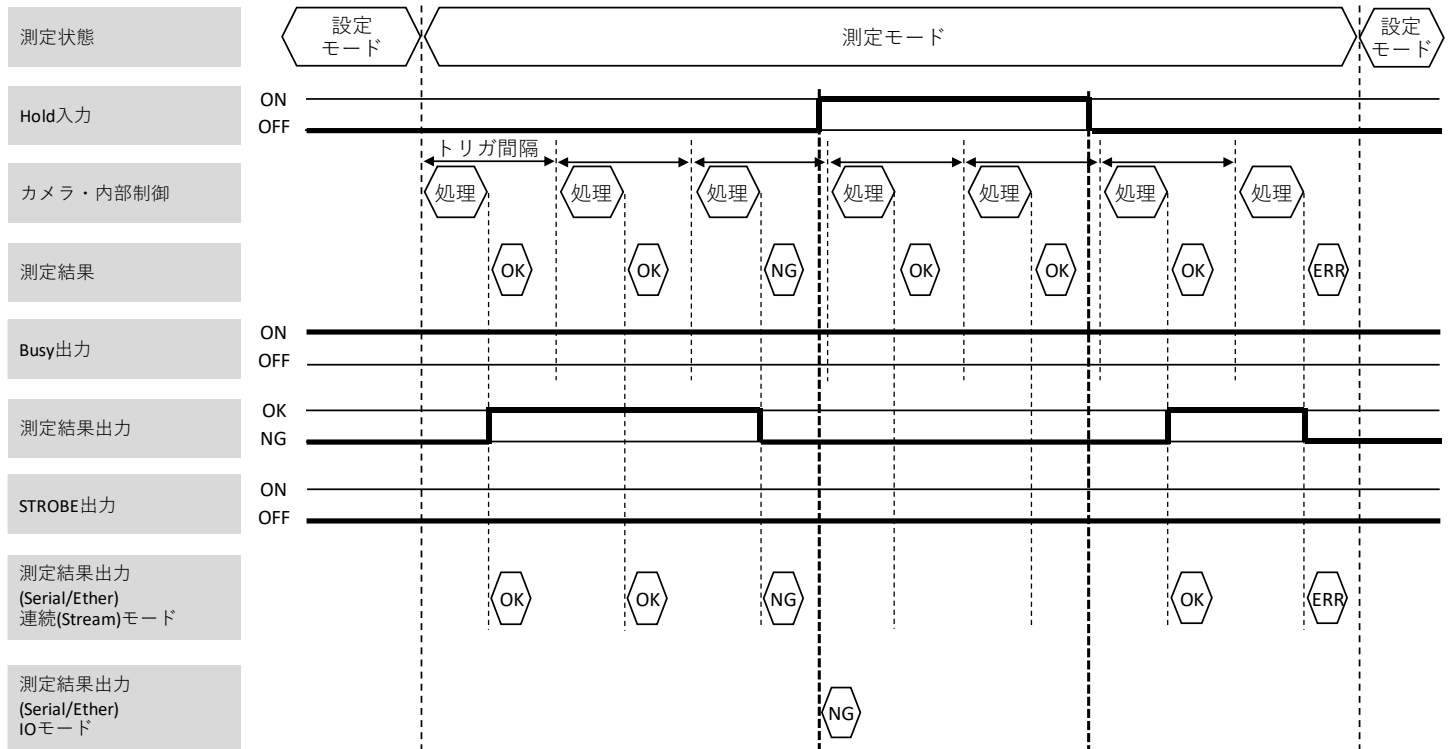 測定状態
設定
モード
測定モード
設定
モード
Hold入力
ON
OFF
トリガ間隔
カメラ・内部制御
処理
処理
処理
処理
処理
処理
処理
測定結果
OK
OK
NG
OK
OK
OK
ERR
Busy出力
ON
OFF
測定結果出力
OK
NG
STROBE出力
ON
OFF
測定結果出力
(Serial/Ether)
連続(Stream)モード
OK
OK
NG
OK
ERR
測定結果出力
(Serial/Ether)
IOモード
NG